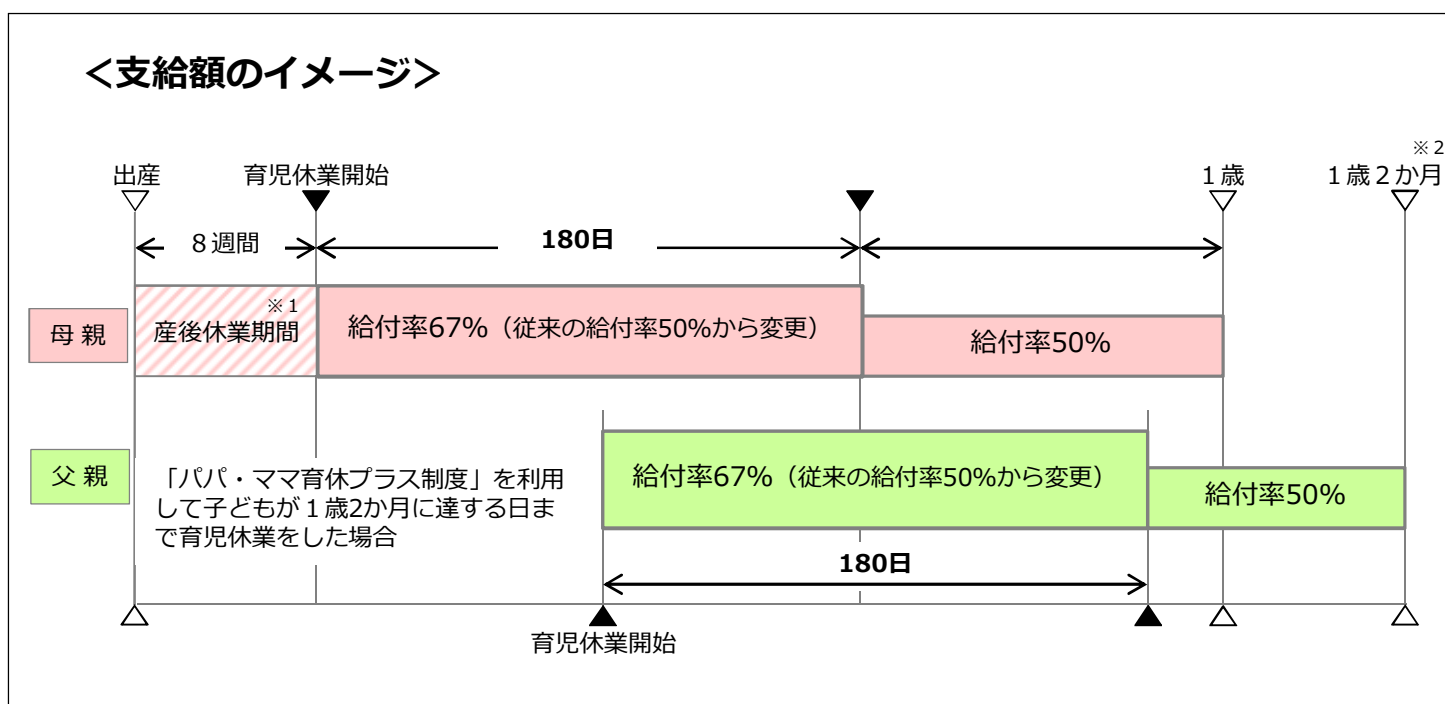 ＜支給額のイメージ＞
※２
出産
育児休業開始
１歳
１歳２か月
８週間
180日
※１
母 親
産後休業期間
給付率67%（従来の給付率50%から変更）
給付率50%
父 親
「パパ・ママ育休プラス制度」を利用
して子どもが１歳2か月に達する日ま
で育児休業をした場合
給付率67%（従来の給付率50%から変更）
給付率50%
180日
育児休業開始